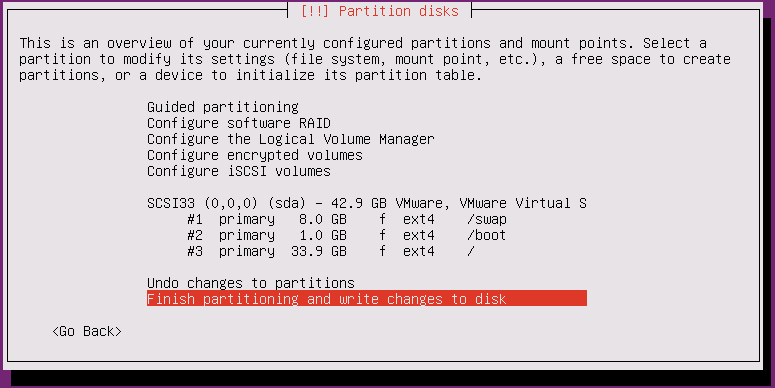 [!!] Partition disks
This is an overview of your currently configured partitions and mount points. Select a
partition to modify its settings (file system, mount point, etc.), a free space to create
partitions, or a device to initialize its partition table.
Guided partitioning
Configure software RAID
Configure the Logical Volume Manager
Configure encrypted volumes
Configure iSCSI volumes
SCSI33 (0,0,0) (sda) - 42.9 GB VMware, VMware Virtual S
#1 primary 8.0 GB f ext4 /swap
#2 primary 1.0 GB f ext4 /boot
#3 primary 33.9 GB f ext4 /
Undo changes to partitions
Finish partitioning and write changes to disk
<Go Back>